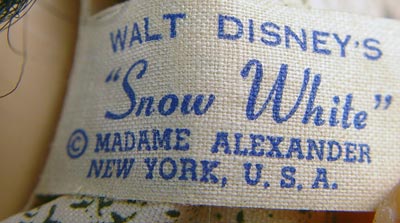 WALT DISNEY'S
"Snow White"
© MADAME ALEXANDER
NEW YORK, U. S. A.